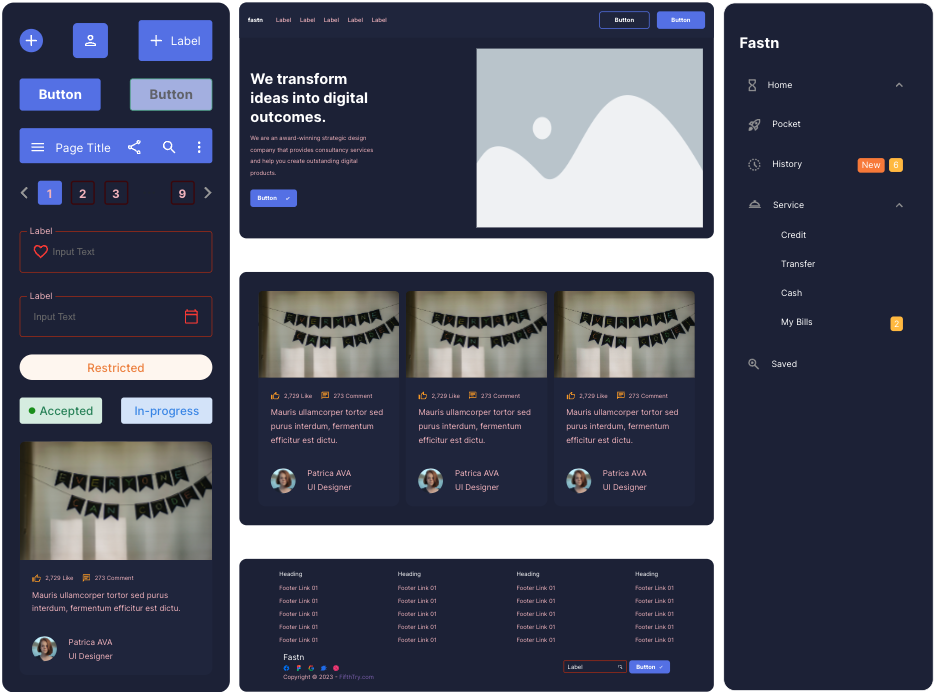 Label
Button Button
Page Title
1 2 3 9
Label
Input Text
Label
Input Text
Restricted
Accepted In-progress
EVERYONE
CAN CODE
2,729 Like 273 Comment
Mauris ullamcorper tortor sed purus
interdum, fermentum efficitur est dictu.
Patrica AVA
UI Designer
fastn Label Label Label Label Label Button Button
We transform
ideas into digital
outcomes.
We are an award-winning strategic design
company that provides consultancy services
and help you create outstanding digital
products.
Button
2,729 Like 273 Comment
Mauris ullamcorper tortor sed
purus interdum, fermentum
efficitur est dictu.
Patrica AVA
UI Designer
2,729 Like 273 Comment
Mauris ullamcorper tortor sed
purus interdum, fermentum
efficitur est dictu.
Patrica AVA
UI Designer
2,729 Like 273 Comment
Mauris ullamcorper tortor sed
purus interdum, fermentum
efficitur est dictu.
Patrica AVA
UI Designer
Heading Heading Heading Heading
Footer Link 01 Footer Link 01 Footer Link 01 Footer Link 01
Footer Link 01 Footer Link 01 Footer Link 01 Footer Link 01
Footer Link 01 Footer Link 01 Footer Link 01 Footer Link 01
Footer Link 01 Footer Link 01 Footer Link 01 Footer Link 01
Footer Link 01 Footer Link 01 Footer Link 01 Footer Link 01
Fastn
Label Button
Copyright © 2023 - FifthTry.com
Fastn
Home
Pocket
History New 6
Service
Credit
Transfer
Cash
My Bills 2
Saved